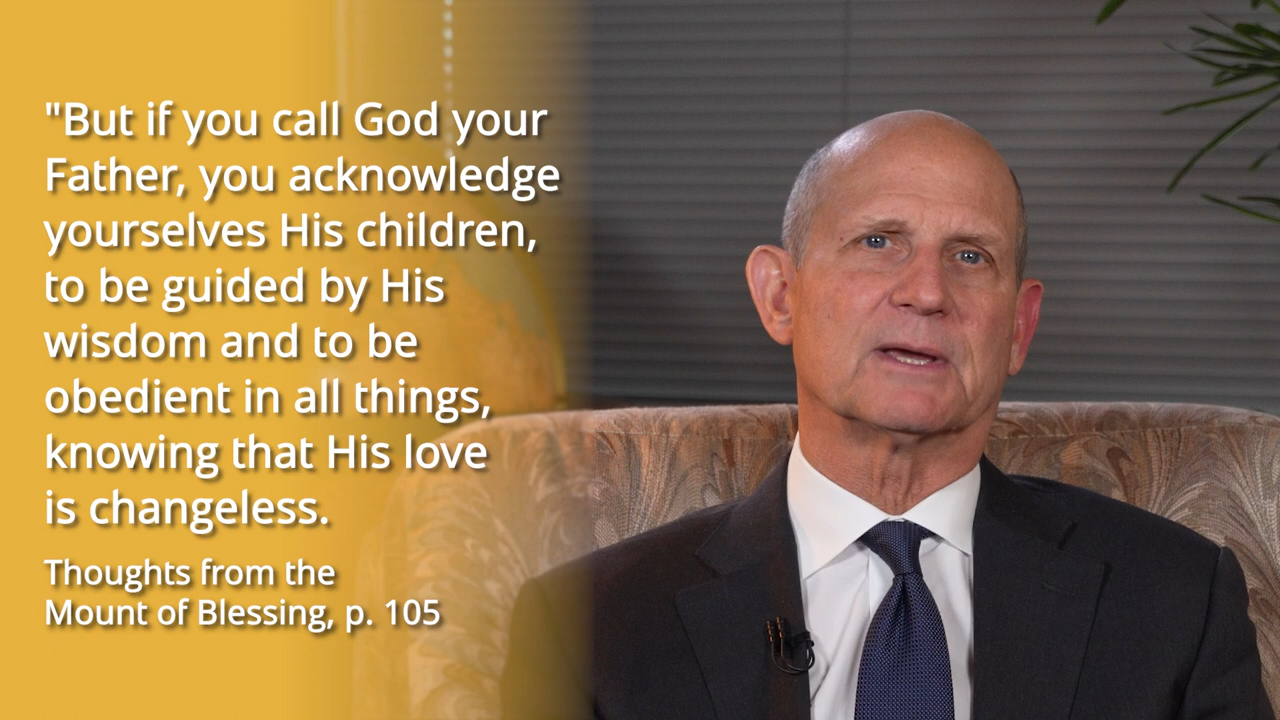 "But if you call God your
Father, you acknowledge
yourselves His children,
to be guided by His
wisdom and to be
obedient in all things,
knowing that His love
is changeless.
Thoughts from the
Mount of Blessing, p. 105